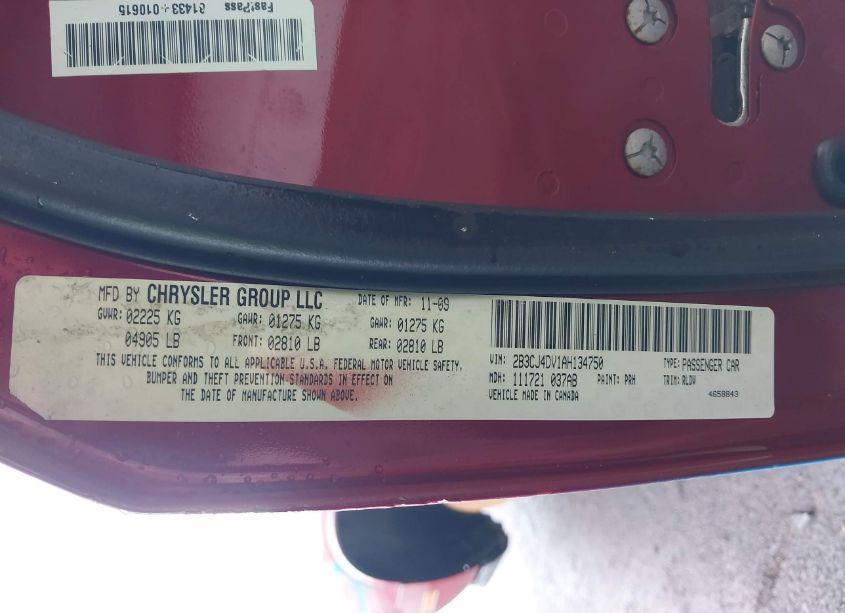 FastPass
81433 010615
MFD BY CHRYSLER GROUP LLC DATE OF MFR: 11-09
GVWR: 02225 KG GAWR: 01275 KG GAWR: 01275 KG
04905 LB FRONT: 02810 LB REAR: 02810 LB
THIS VEHICLE CONFORMS TO ALL APPLICABLE U.S.A. FEDERAL MOTOR VEHICLE SAFETY,
BUMPER AND THEFT PREVENTION STANDARDS IN EFFECT ON
THE DATE OF MANUFACTURE SHOWN ABOVE.
VIN: 2B3CJ4DV1AH134750 TYPE: PASSENGER CAR
MDH: 111721 037AB PAINT: PRH TRIM: RLDV
VEHICLE MADE IN CANADA 4658843